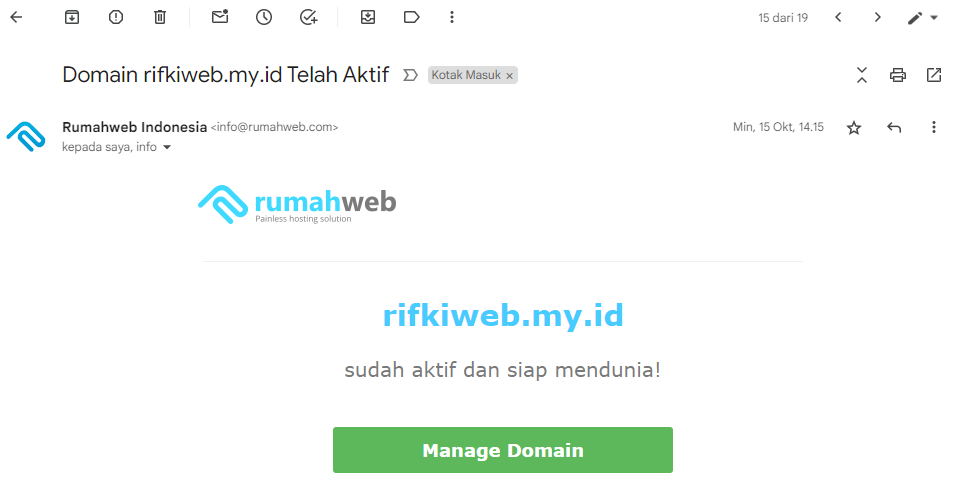 15 dari 19
Domain rifkiweb.my.id Telah Aktif
Kotak Masuk ×
Rumahweb Indonesia <info@rumahweb.com>
Min, 15 Okt, 14.15
kepada saya, info
rumahweb
Painless hosting solution
rifkiweb.my.id
sudah aktif dan siap mendunia!
Manage Domain